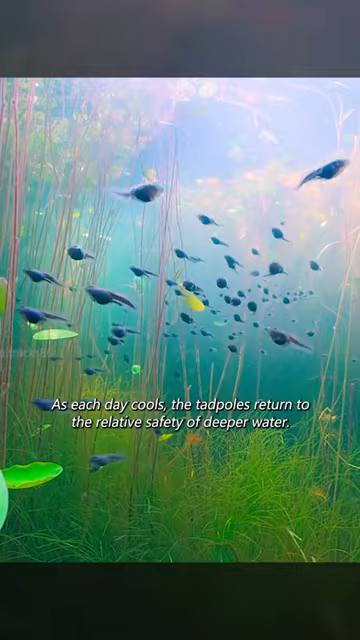 As each day cools, the tadpoles return to
the relative safety of deeper water.